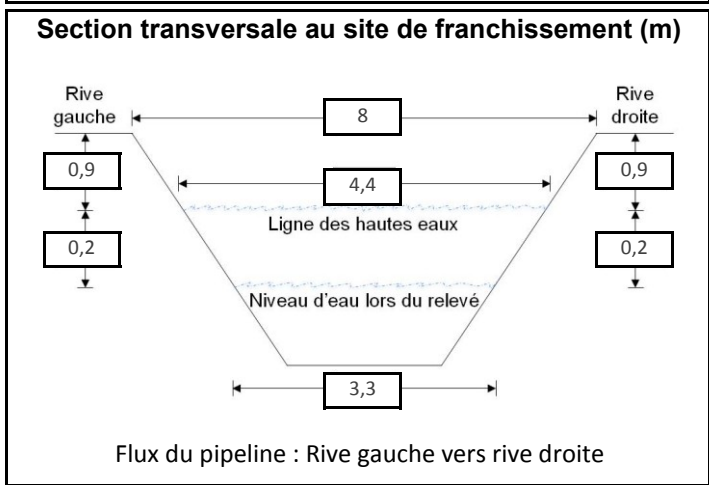 Section transversale au site de franchissement (m)
Rive
gauche
8
Rive
droite
0,9
4,4
0,9
Ligne des hautes eaux
0,2
0,2
Niveau d'eau lors du relevé
3,3
Flux du pipeline : Rive gauche vers rive droite